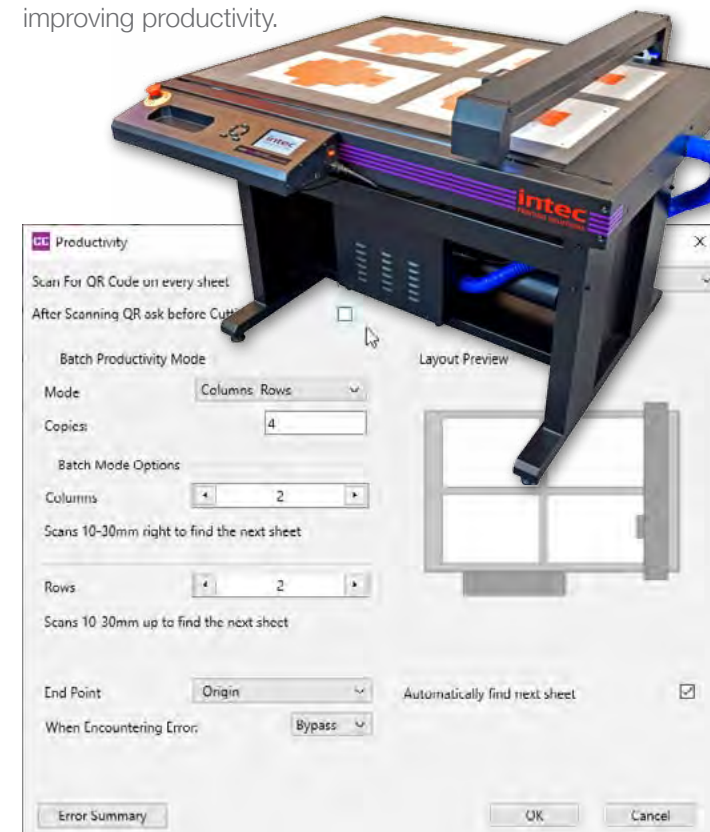 improving productivity.
intec
intec
PRINTING SOLUTIONS
CC Productivity
Scan For QR Code on every sheet
After Scanning QR ask before
Batch Productivity Mode
Layout Preview
Mode
Columns Rows
Copies:
4
Batch Mode Options
Columns
2
Scans 10-30mm right to find the next sheet
Rows
2
Scans 10-30mm up to find the next sheet
End Point
Origin
Automatically find next sheet
When Encountering Error:
Bypass
Error Summary
OK
Cancel